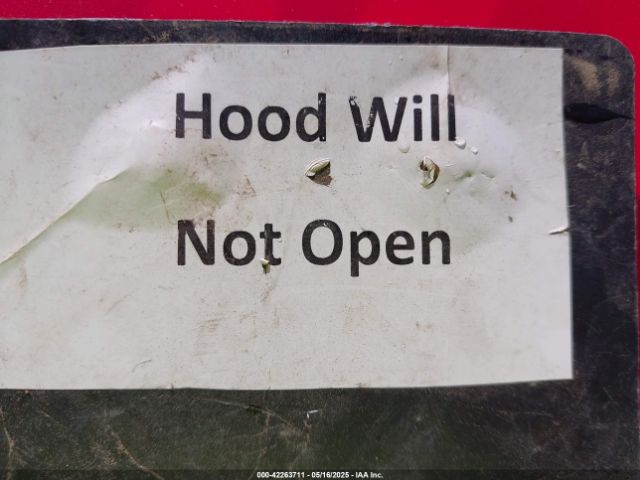 Hood Will
Not Open
000-42263711 - 05/16/2025 - IAA Inc.